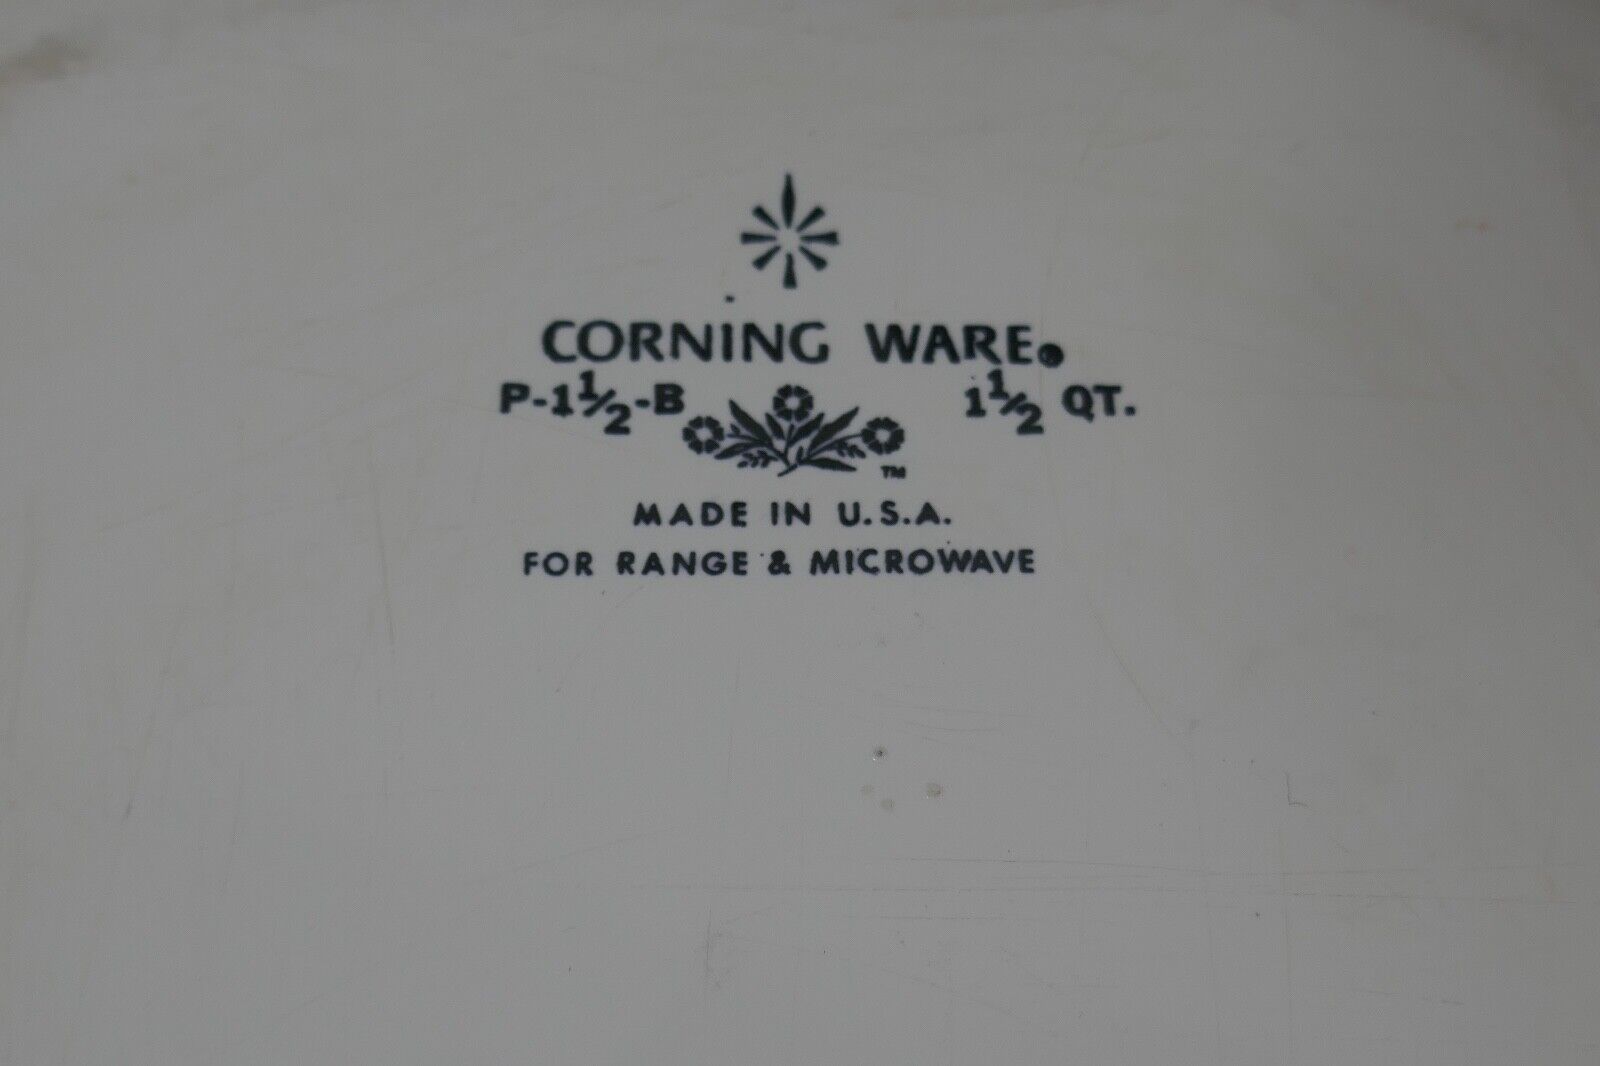 CORNING WARE®
P-1½-B 1½ QT.
TM
MADE IN U.S.A.
FOR RANGE & MICROWAVE